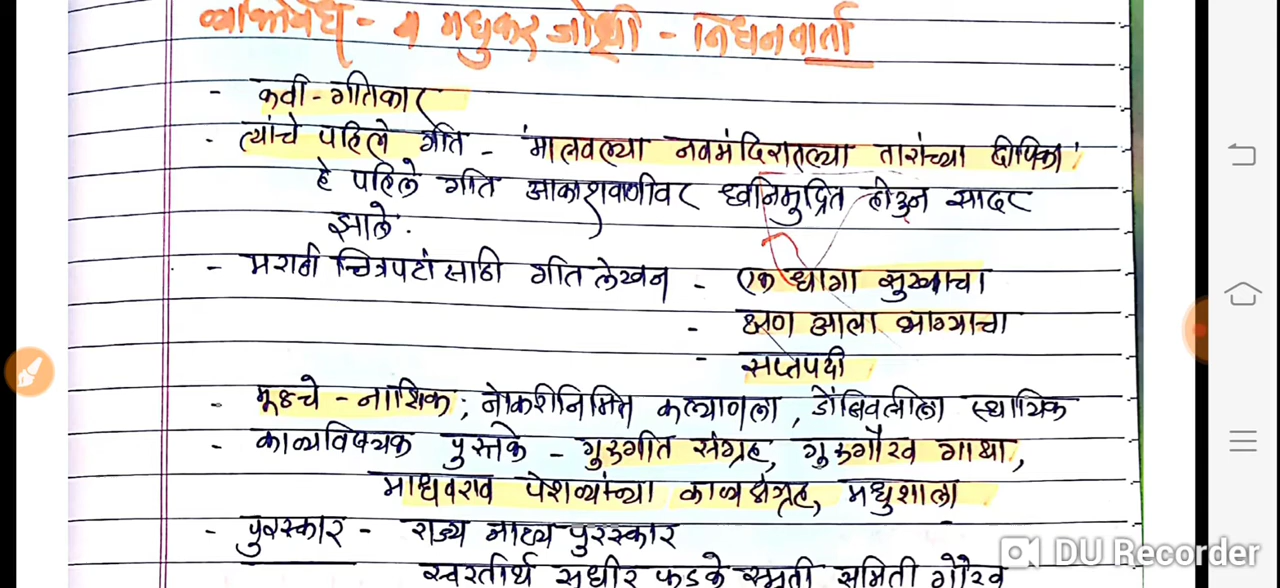 व्यक्तिवेध - व मधुकर जोशी - निधनवार्ता
- कवी - गीतकार
- त्यांचे पहिले गीत - 'मालवल्या नवमंदिरातल्या तारांच्या दीपिका'
हे पहिले गीत आकाशवाणीवर ध्वनिमुद्रित होऊन सादर
झाले.
- मराठी चित्रपटांसाठी गीत लेखन - एक धागा सुखाचा
- क्षण आला भाग्याचा
- सप्तपदी
- मूळचे - नाशिक, नोकरीनिमित्त कल्याणला, डोंबिवलीला स्थायिक
- काव्यविषयक पुस्तके - गुरुगीत संग्रह, गुरुगौरव गाथा,
माधवराव पेशव्यांच्या काव्यसंग्रह, मधुशाला
- पुरस्कार - राज्य नाट्य पुरस्कार
स्वरतीर्थ सुधीर फडके स्मृती समिती गौरव
DU Recorder